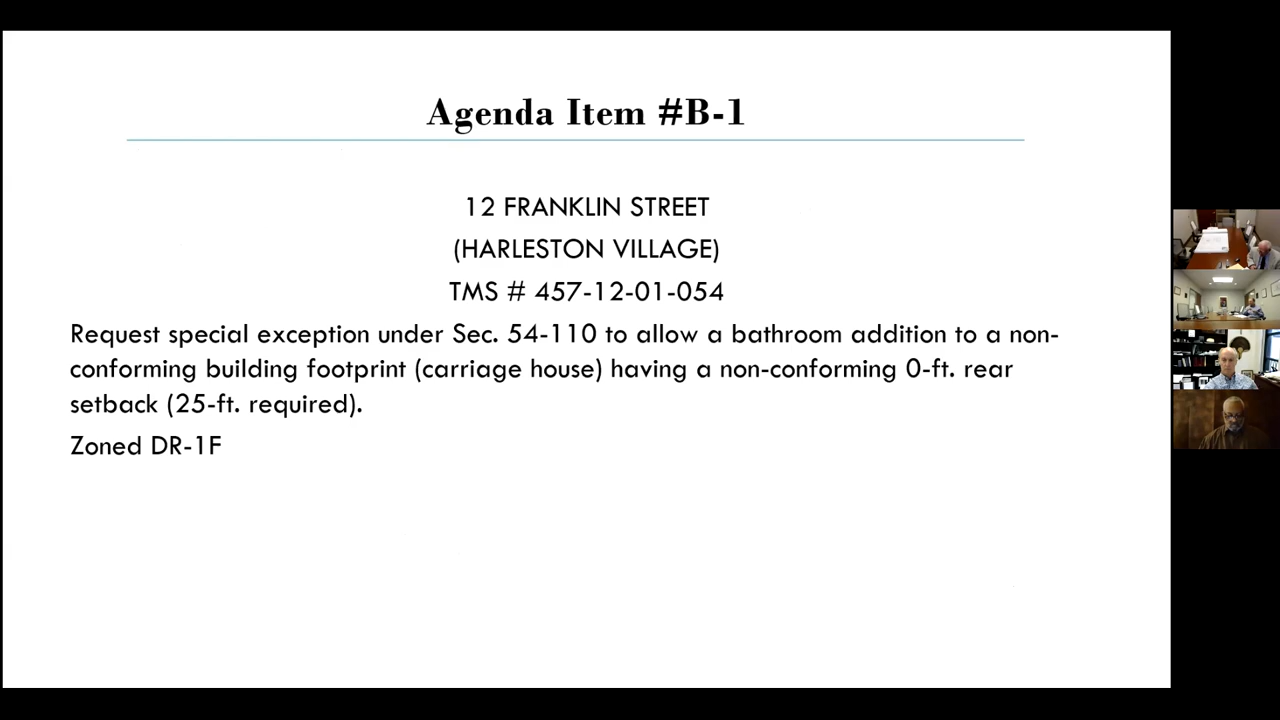 Agenda Item #B-1
12 FRANKLIN STREET
(HARLESTON VILLAGE)
TMS # 457-12-01-054
Request special exception under Sec. 54-110 to allow a bathroom addition to a non-
conforming building footprint (carriage house) having a non-conforming 0-ft. rear
setback (25-ft. required).
Zoned DR-1F